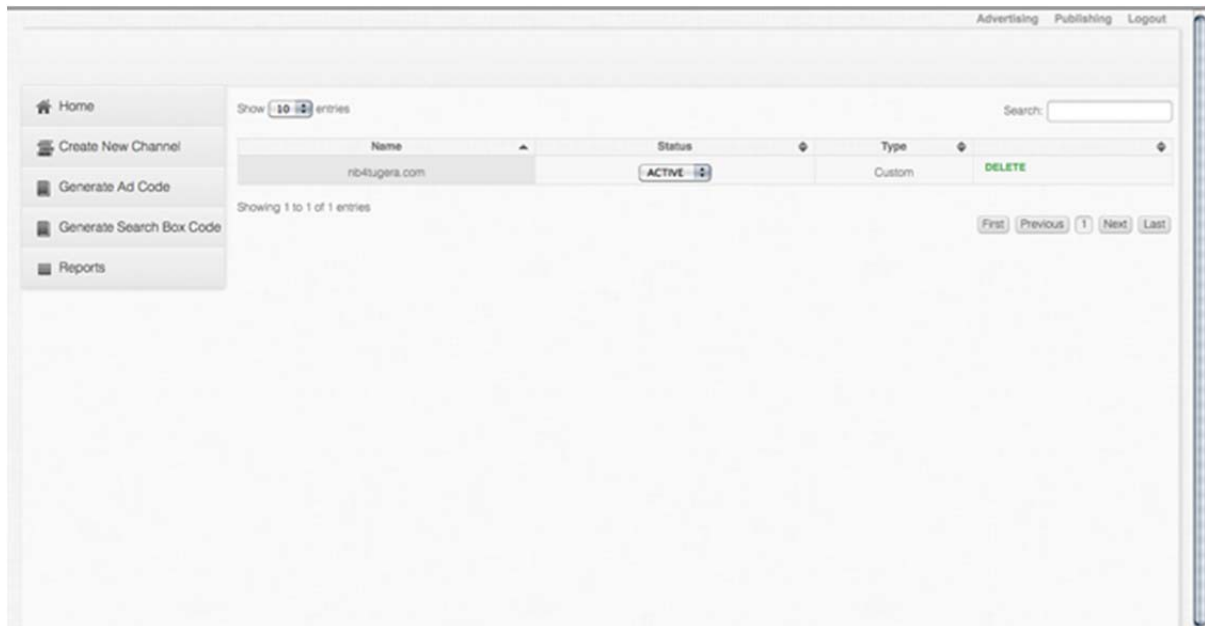 Advertising Publishing Logout
Home
Create New Channel
Generate Ad Code
Generate Search Box Code
Reports
Show 10 entries
Search:
Name Status Type
nb4tugera.com ACTIVE Custom DELETE
Showing 1 to 1 of 1 entries
First Previous 1 Next Last